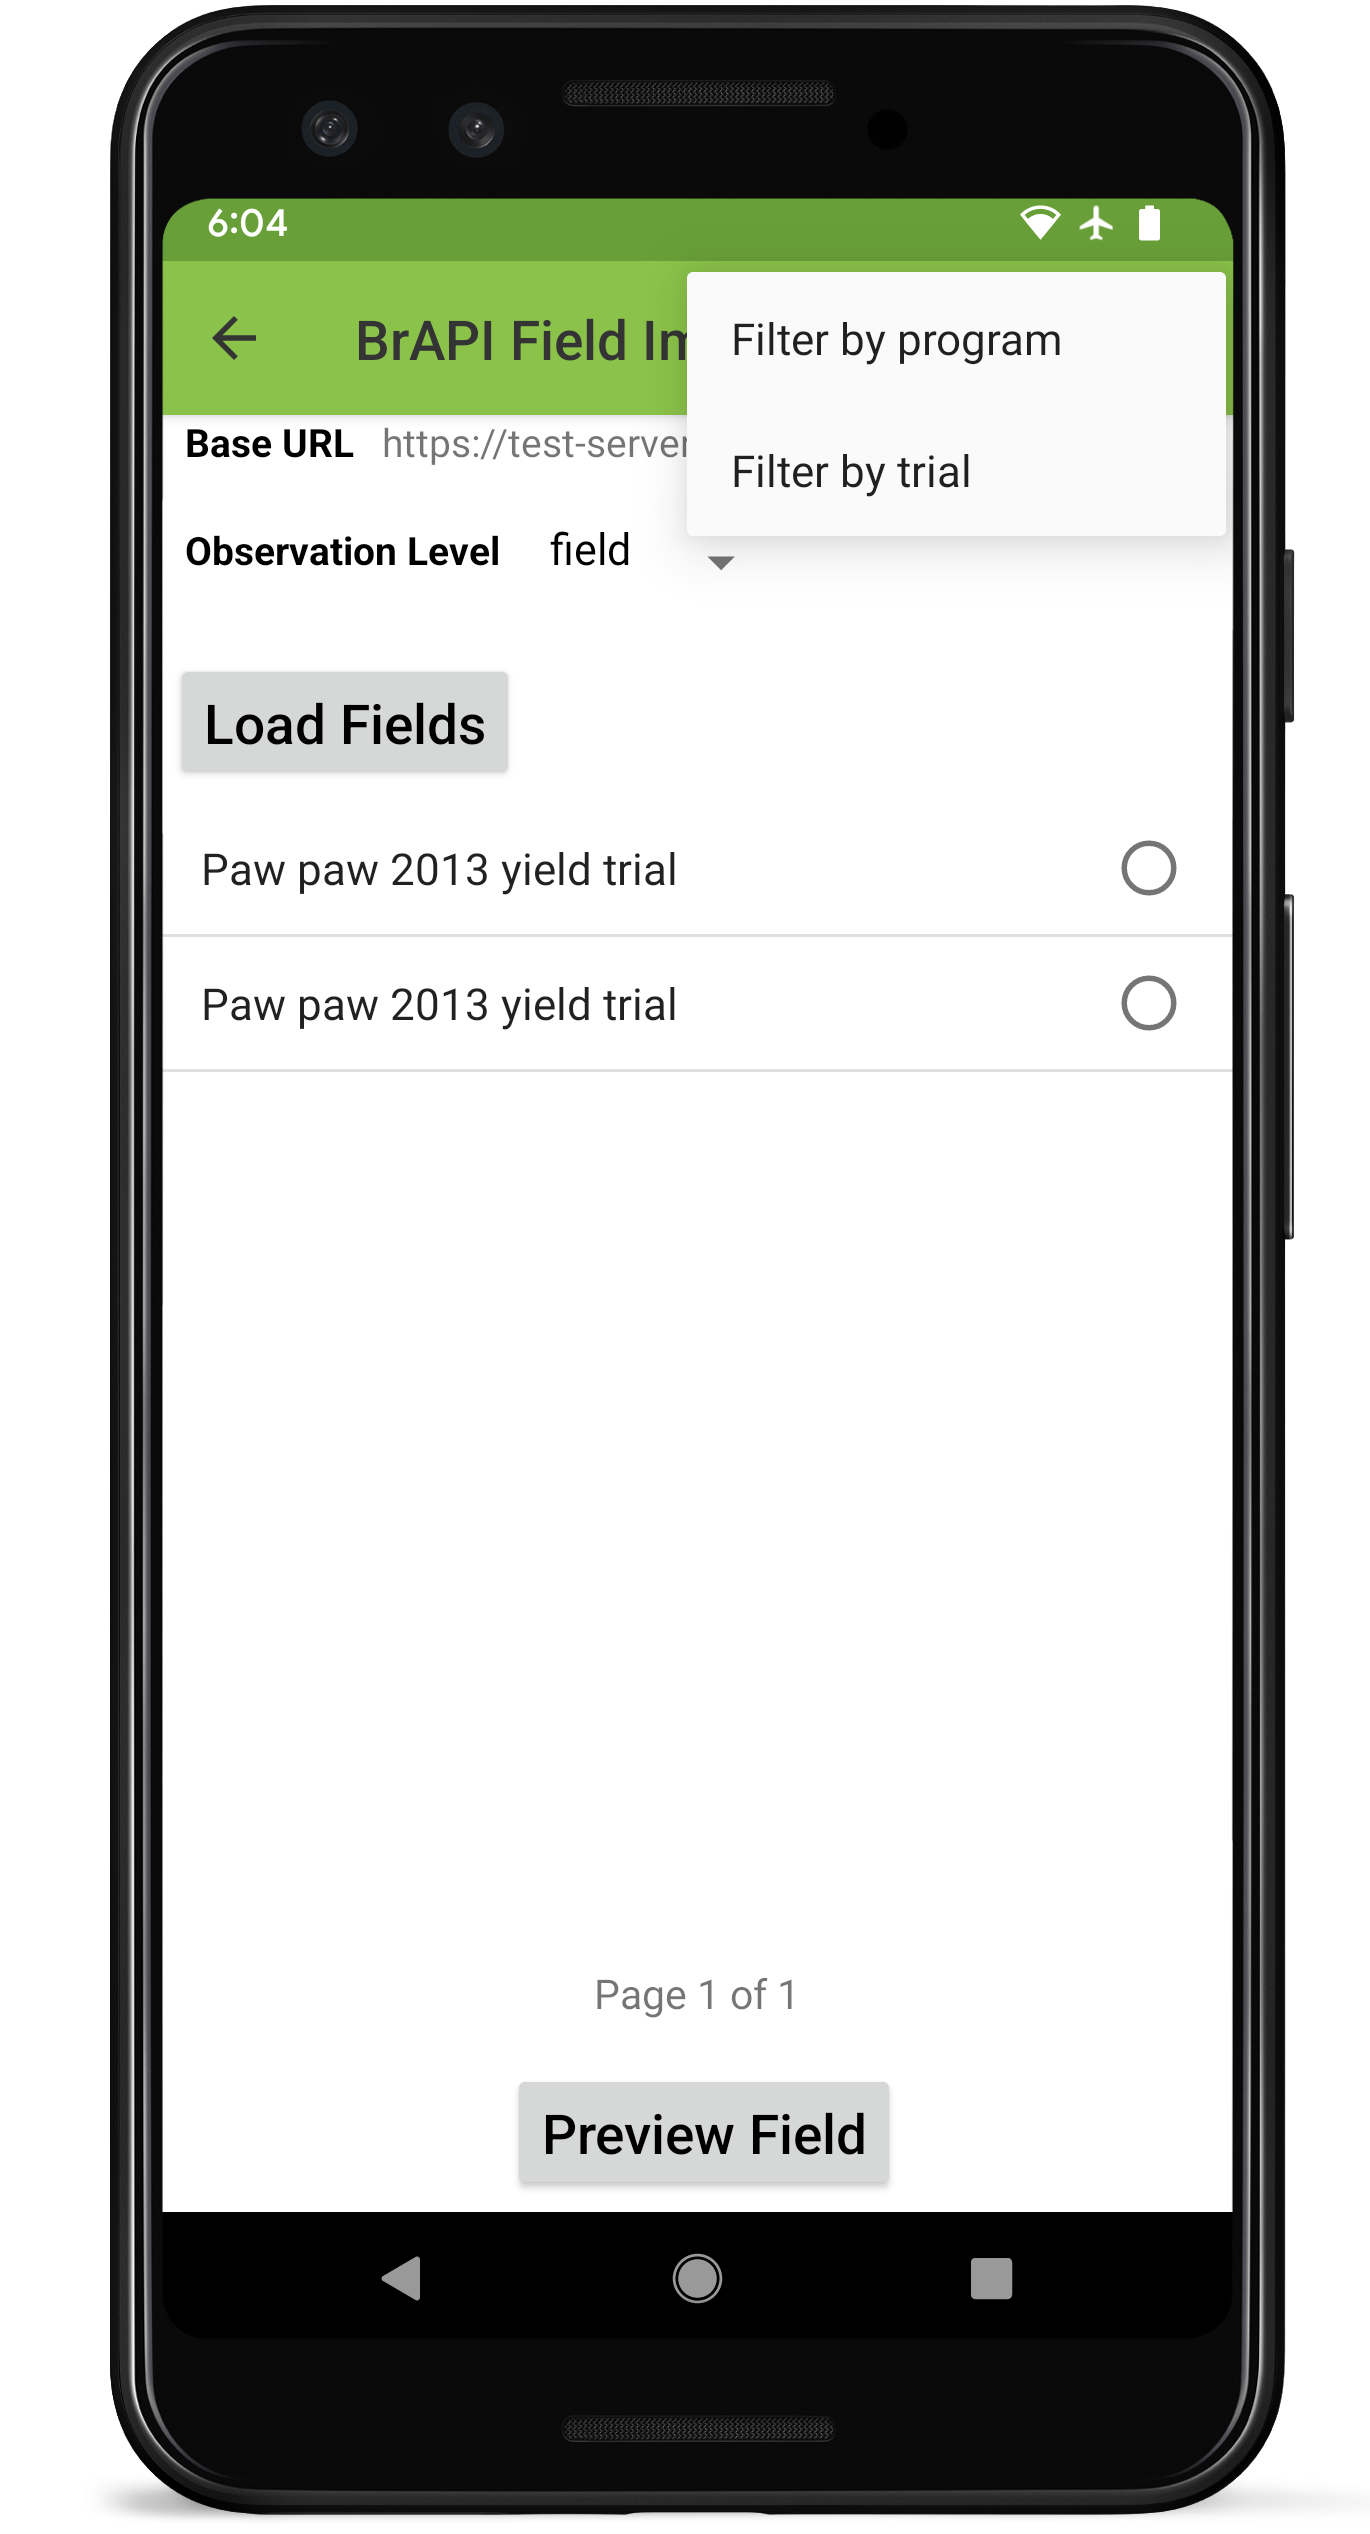 6:04
BrAPI Field Im
Filter by program
Filter by trial
Base URL https://test-server
Observation Level field
Load Fields
Paw paw 2013 yield trial
Paw paw 2013 yield trial
Page 1 of 1
Preview Field